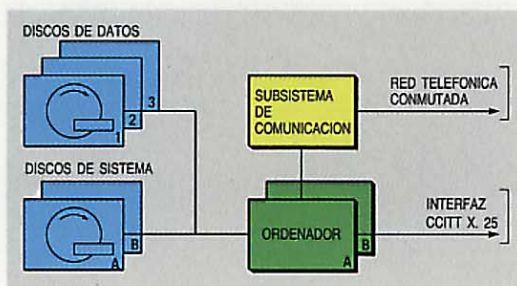 DISCOS DE DATOS
1
2
3
DISCOS DE SISTEMA
A
B
SUBSISTEMA
DE
COMUNICACION
RED TELEFONICA
CONMUTADA
ORDENADOR
A
B
INTERFAZ
CCITT X. 25